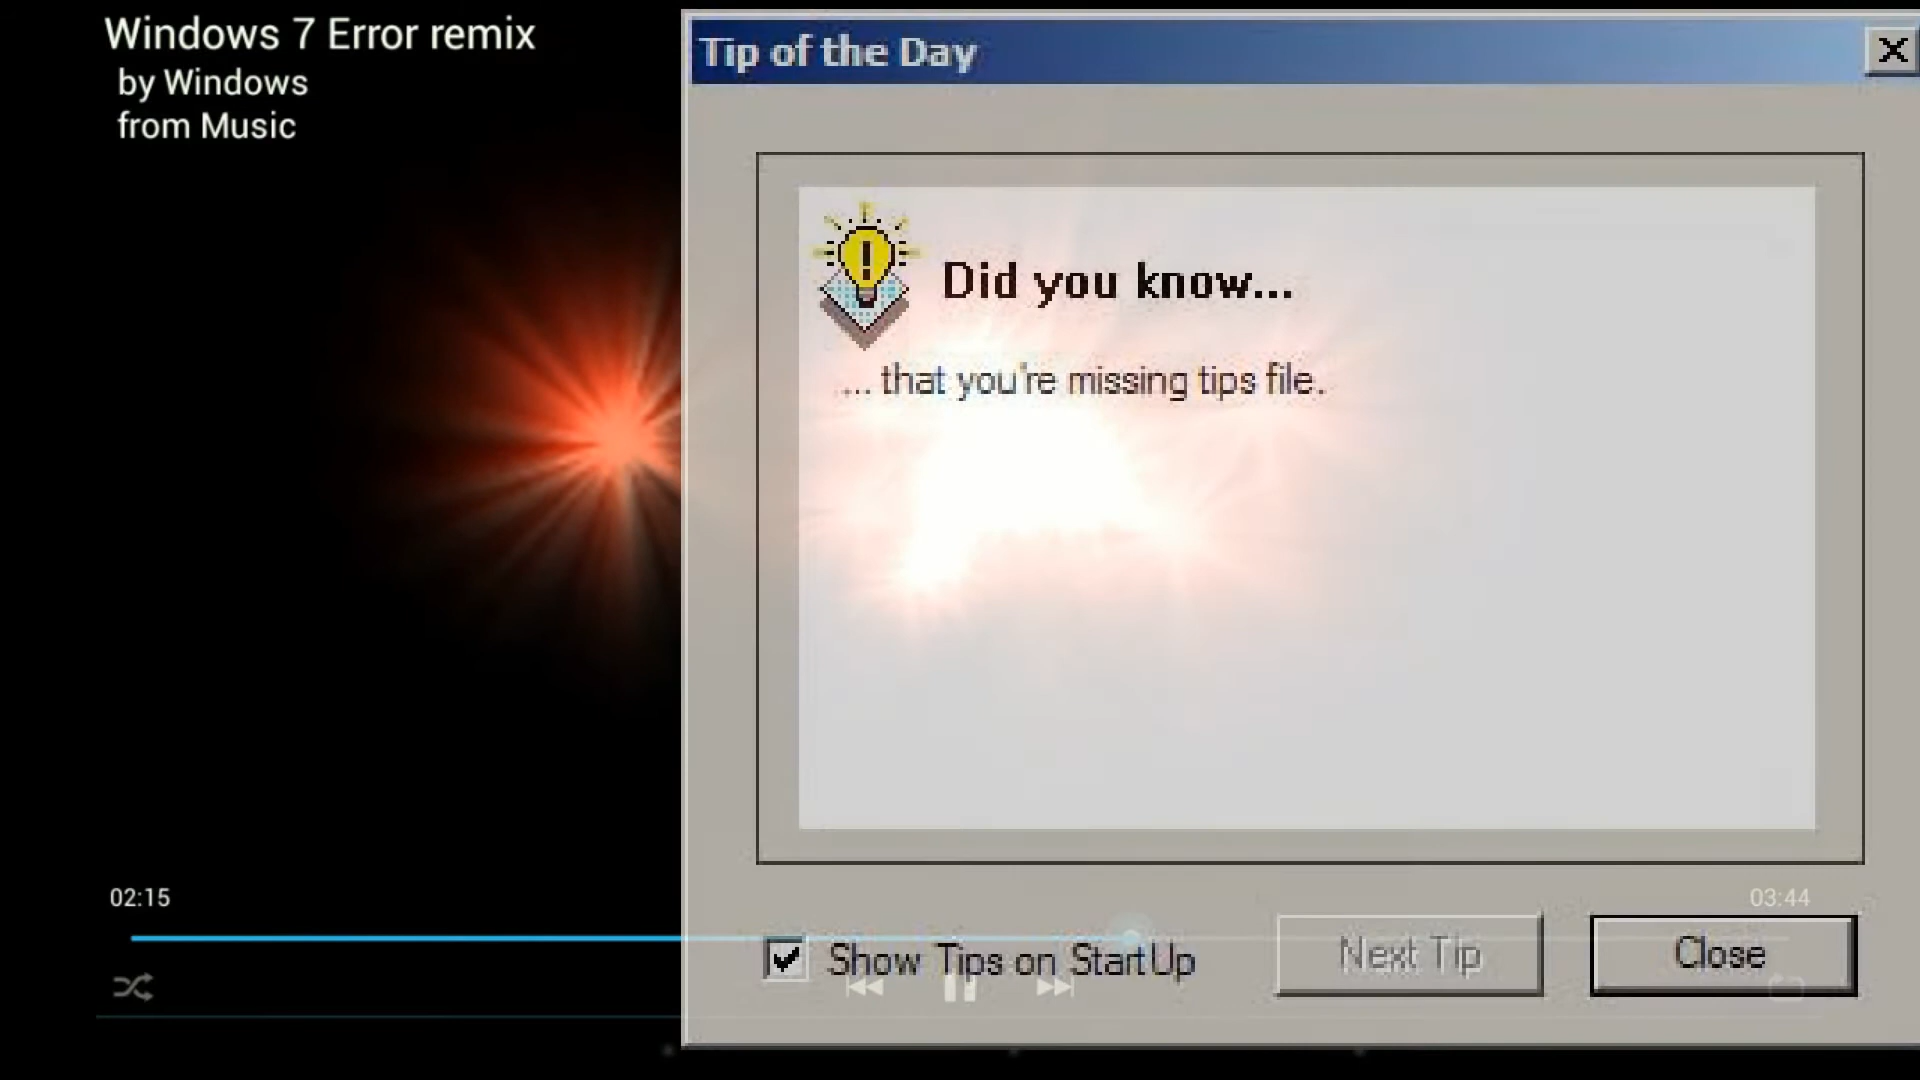 Windows 7 Error remix
by Windows
from Music
Tip of the Day
Did you know...
... that you're missing tips file.
02:15
03:44
Show Tips on StartUp
Next Tip
Close